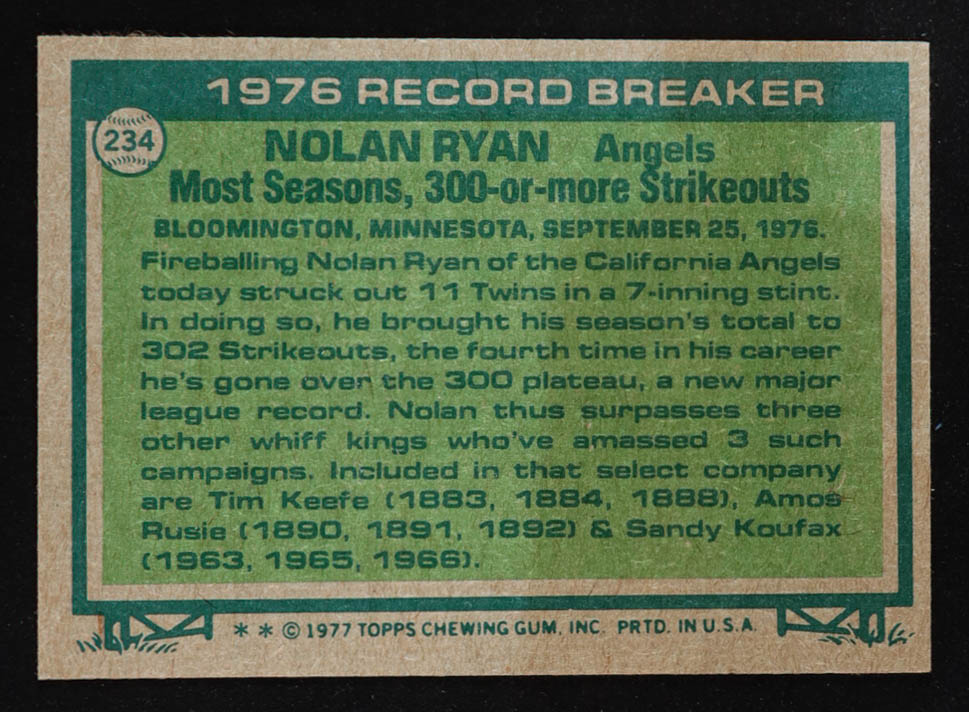 1976 RECORD BREAKER
234
NOLAN RYAN Angels
Most Seasons, 300-or-more Strikeouts
BLOOMINGTON, MINNESOTA, SEPTEMBER 25, 1976.
Fireballing Nolan Ryan of the California Angels
today struck out 11 Twins in a 7-inning stint.
In doing so, he brought his season's total to
302 Strikeouts, the fourth time in his career
he's gone over the 300 plateau, a new major
league record. Nolan thus surpasses three
other whiff kings who've amassed 3 such
campaigns. Included in that select company
are Tim Keefe (1883, 1884, 1888), Amos
Rusie (1890, 1891, 1892) & Sandy Koufax
(1963, 1965, 1966).
* * © 1977 TOPPS CHEWING GUM, INC. PRTD. IN U.S.A.